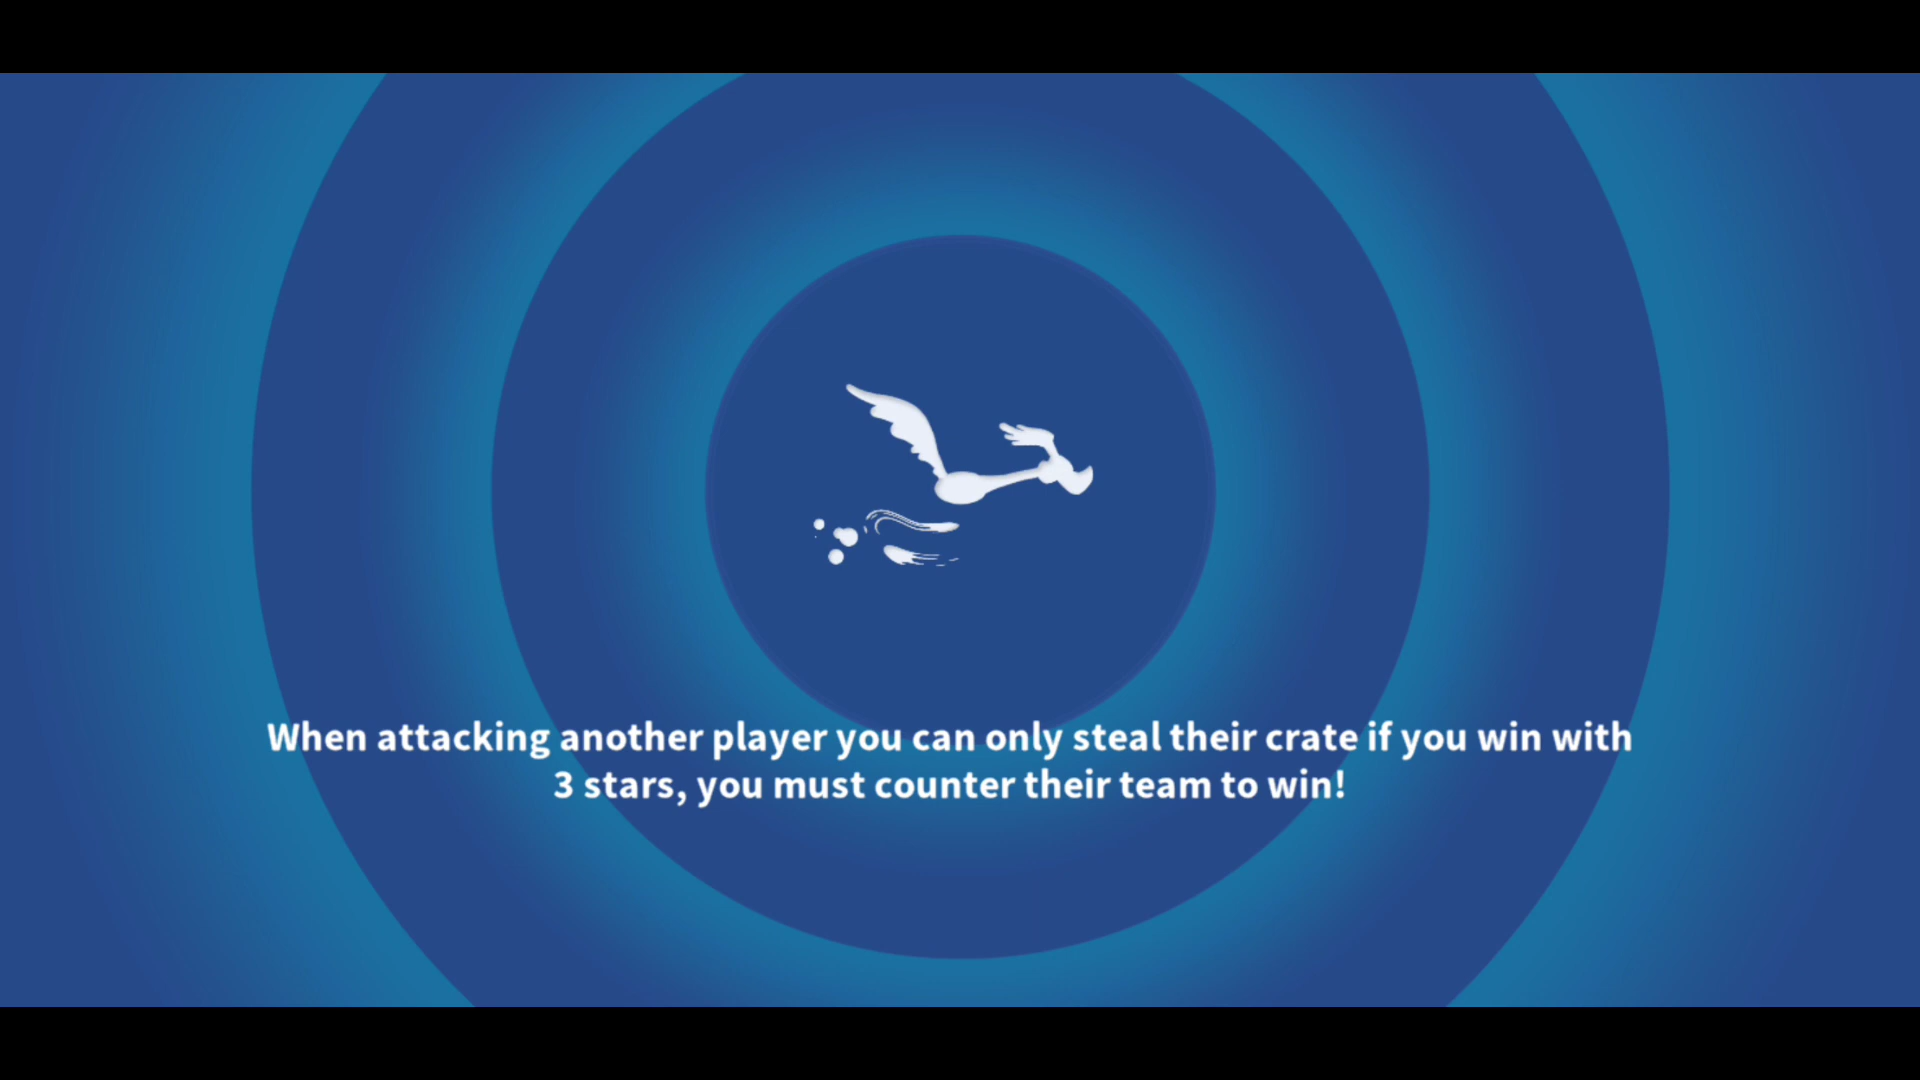 When attacking another player you can only steal their crate if you win with
3 stars, you must counter their team to win!